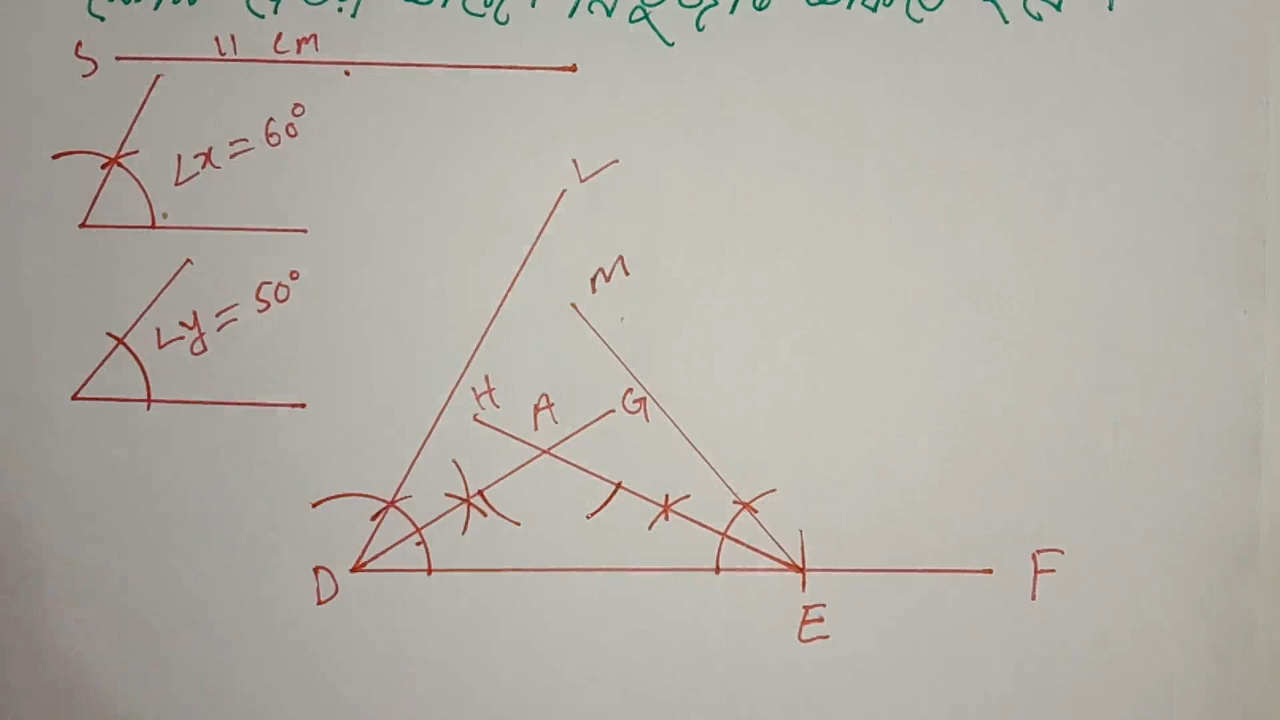 S 11 cm
∠x = 60°
∠y = 50°
L
M
H A G
D E F